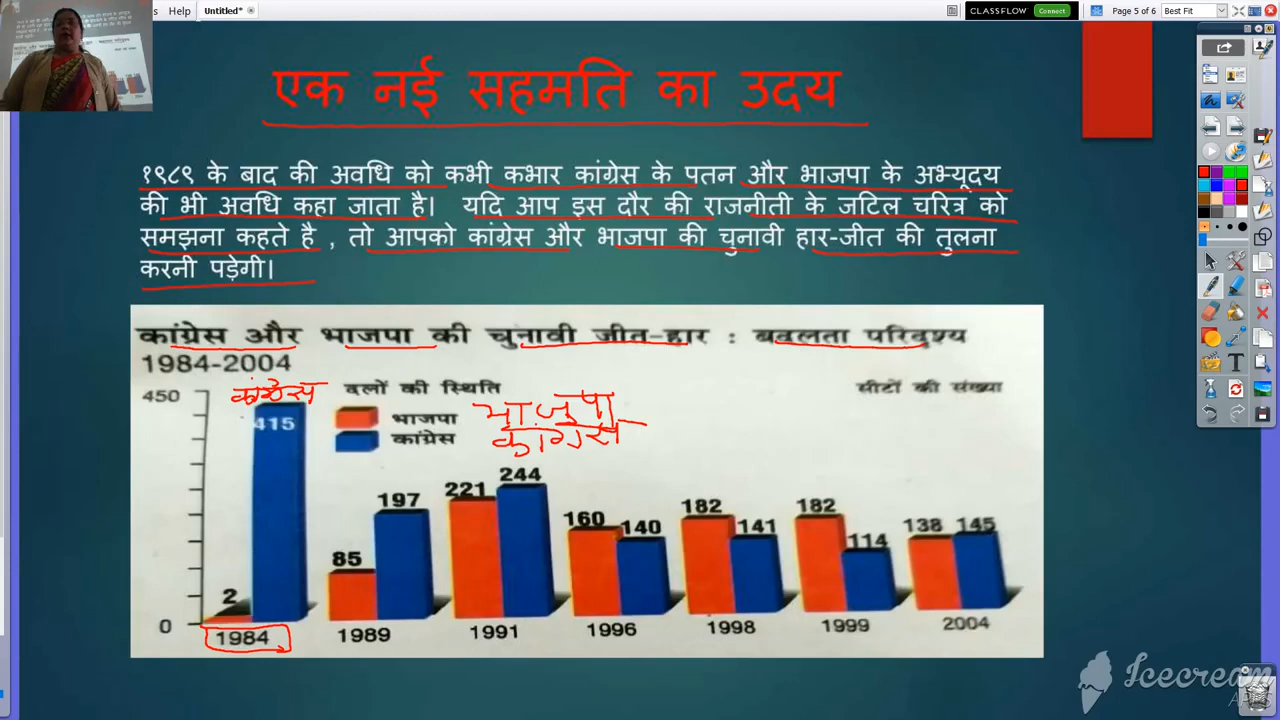 Help
Untitled*
CLASSFLOW
Connect
Page 5 of 6
Best Fit
एक नई सहमति का उदय
१९८९ के बाद की अवधि को कभी कभार कांग्रेस के पतन और भाजपा के अभ्यूदय
की भी अवधि कहा जाता है। यदि आप इस दौर की राजनीती के जटिल चरित्र को
समझना कहते है , तो आपको कांग्रेस और भाजपा की चुनावी हार-जीत की तुलना
करनी पड़ेगी।
कांग्रेस और भाजपा की चुनावी जीत-हार : बदलता परिदृश्य
1984-2004
450
कांग्रेस
दलों की स्थिति
सीटों की संख्या
भाजपा
भाजपा
कांग्रेस
कांग्रेस
415
2
85
197
221
244
160
140
182
141
182
114
138
145
0
1984
1989
1991
1996
1998
1999
2004
Icecream
APPS